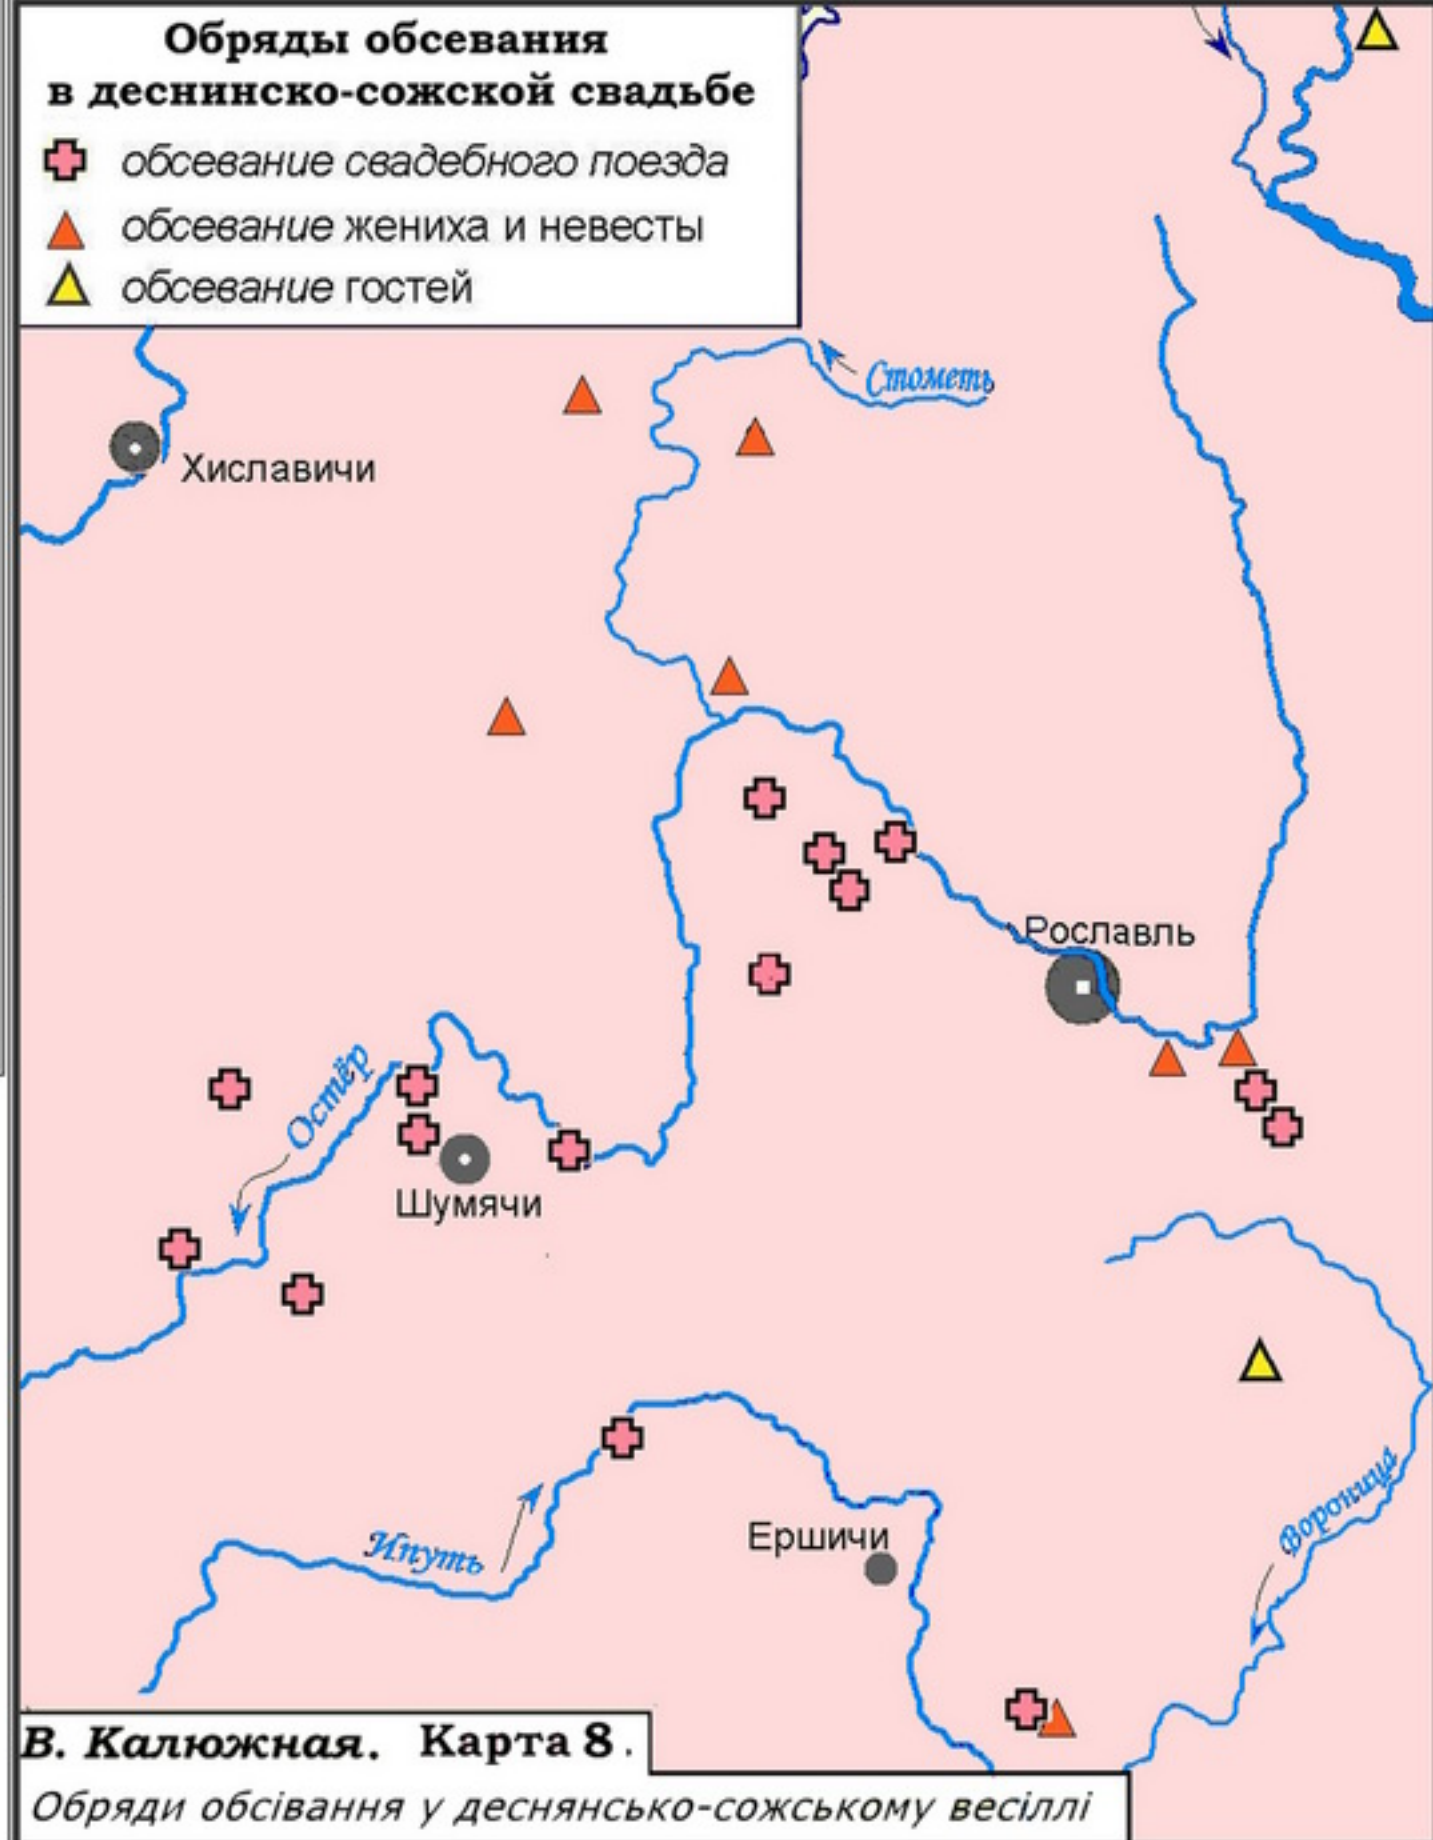 Обряды обсевания
в деснинско-сожской свадьбе
обсевание свадебного поезда
обсевание жениха и невесты
обсевание гостей
Стометь
Хиславичи
Рославль
Остёр
Шумячи
Ипуть
Ершичи
Вороница
В. Калюжная. Карта 8.
Обряди обсівання у деснянсько-сожському весіллі